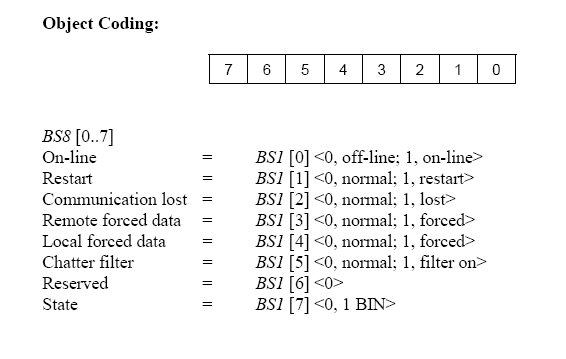 Object Coding:
7 6 5 4 3 2 1 0
BS8 [0..7]
On-line = BS1 [0] <0, off-line; 1, on-line>
Restart = BS1 [1] <0, normal; 1, restart>
Communication lost = BS1 [2] <0, normal; 1, lost>
Remote forced data = BS1 [3] <0, normal; 1, forced>
Local forced data = BS1 [4] <0, normal; 1, forced>
Chatter filter = BS1 [5] <0, normal; 1, filter on>
Reserved = BS1 [6] <0>
State = BS1 [7] <0, 1 BIN>